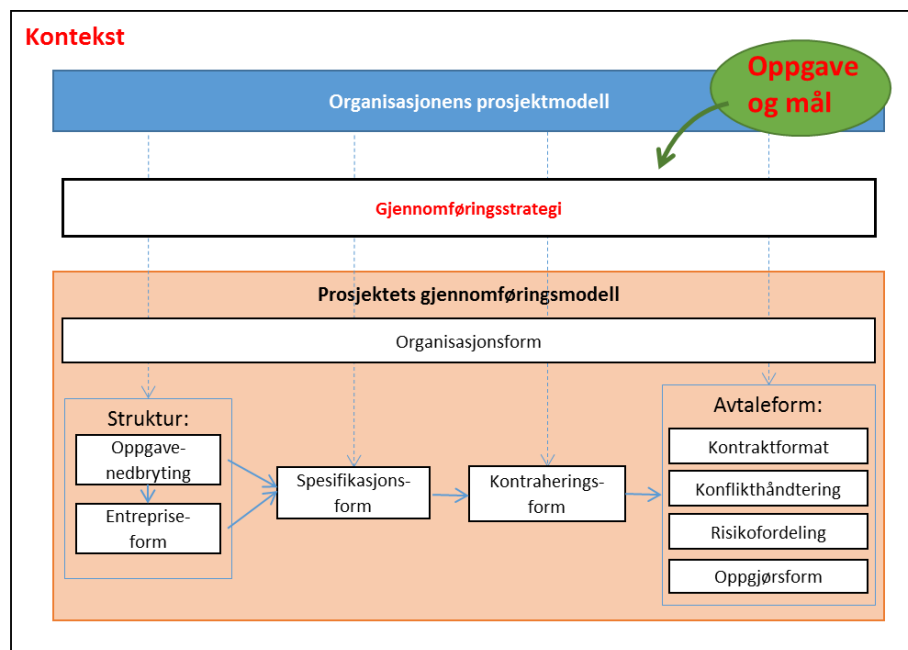 Kontekst
Oppgave
og mål
Organisasjonens prosjektmodell
Gjennomføringsstrategi
Prosjektets gjennomføringsmodell
Organisasjonsform
Struktur:
Oppgave-
nedbryting
Entreprise-
form
Spesifikasjons-
form
Kontraherings-
form
Avtaleform:
Kontraktformat
Konflikthåndtering
Risikofordeling
Oppgjørsform